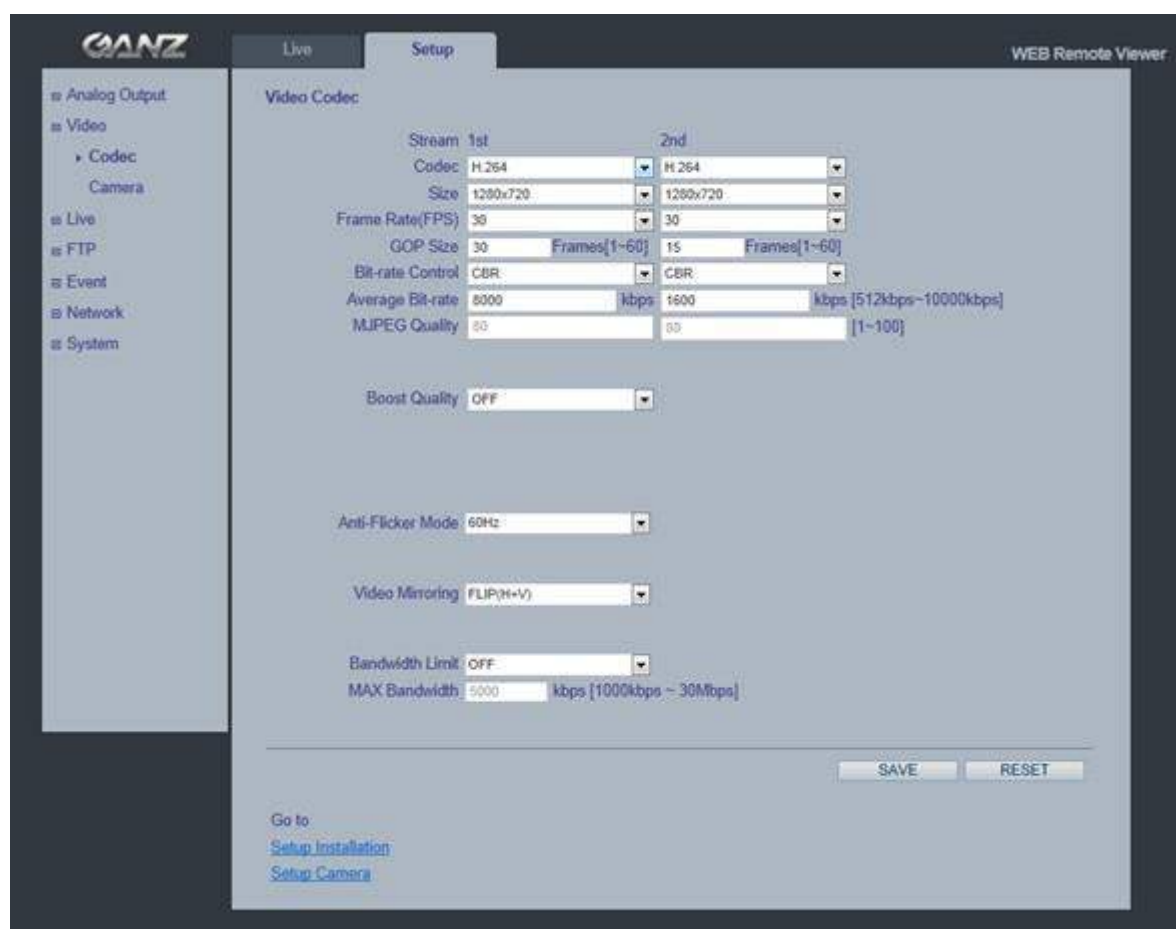 GANZ
Live
Setup
WEB Remote Viewer
Analog Output
Video
Codec
Camera
Live
FTP
Event
Network
System
Video Codec
Stream 1st 2nd
Codec H.264 H.264
Size 1280x720 1280x720
Frame Rate(FPS) 30 30
GOP Size 30 Frames[1~60] 15 Frames[1~60]
Bit-rate Control CBR CBR
Average Bit-rate 8000 kbps 1600 kbps [512kbps~10000kbps]
MJPEG Quality [1~100]
Boost Quality OFF
Anti-Flicker Mode 60Hz
Video Mirroring FLIP(H+V)
Bandwidth Limit OFF
MAX Bandwidth 5000 kbps [1000kbps ~ 30Mbps]
SAVE RESET
Go to
Setup Installation
Setup Camera